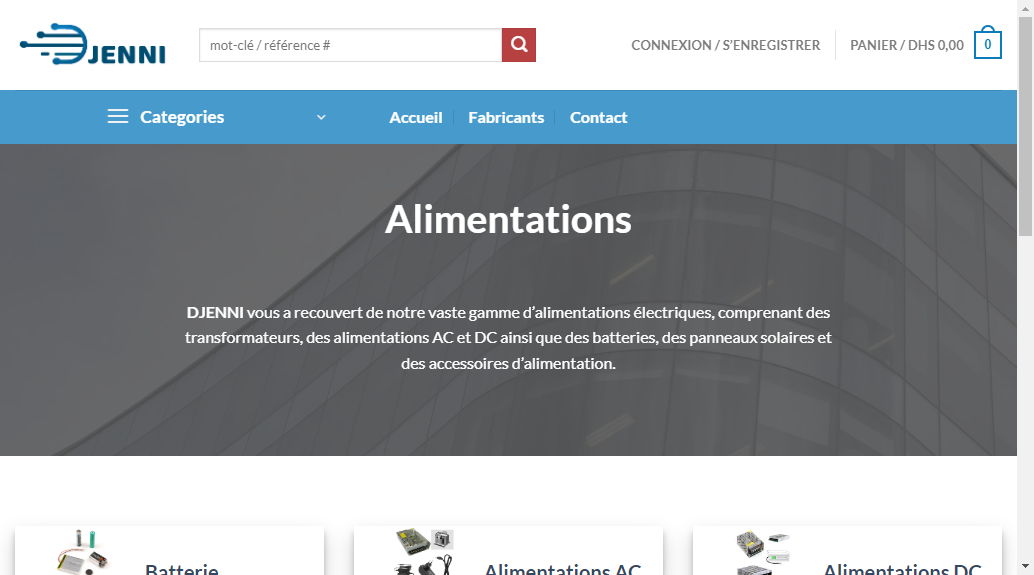 DJENNI
mot-clé / référence #
CONNEXION / S'ENREGISTRER
PANIER / DHS 0,00
0
Categories
Accueil
Fabricants
Contact
Alimentations
DJENNI vous a recouvert de notre vaste gamme d'alimentations électriques, comprenant des
transformateurs, des alimentations AC et DC ainsi que des batteries, des panneaux solaires et
des accessoires d'alimentation.
Batterie
Alimentations AC
Alimentations DC